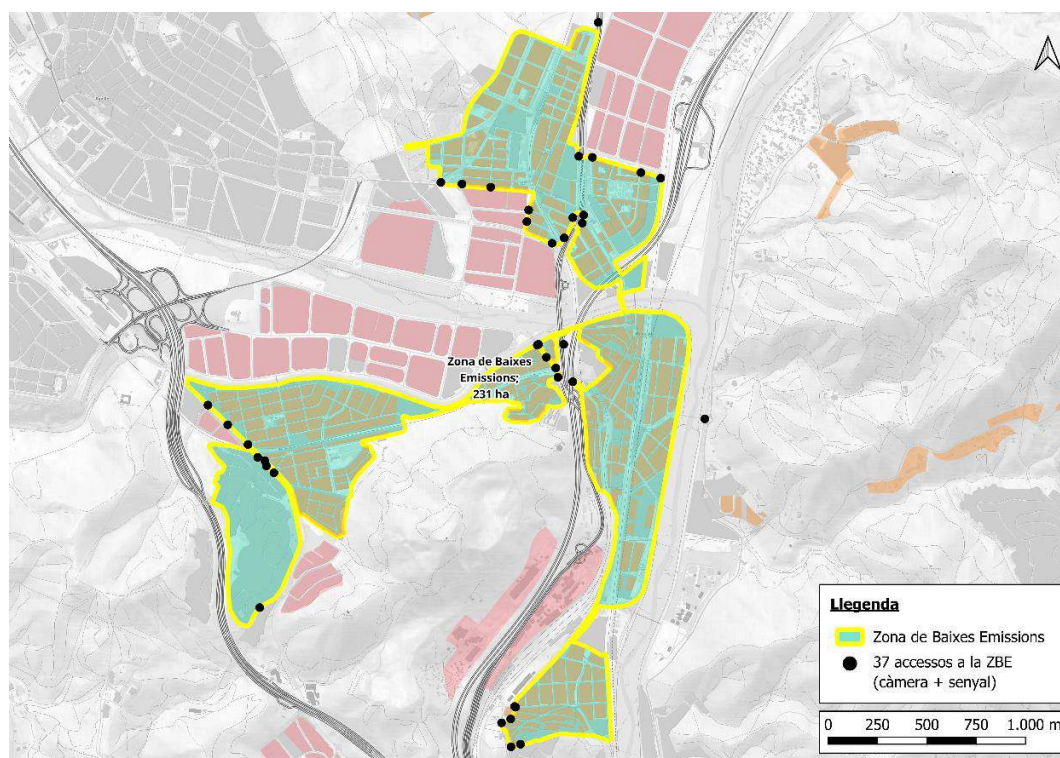 Zona de Baixes
Emissions;
231 ha
Llegenda
Zona de Baixes Emissions
37 accessos a la ZBE
(càmera + senyal)
0 250 500 750 1.000 m